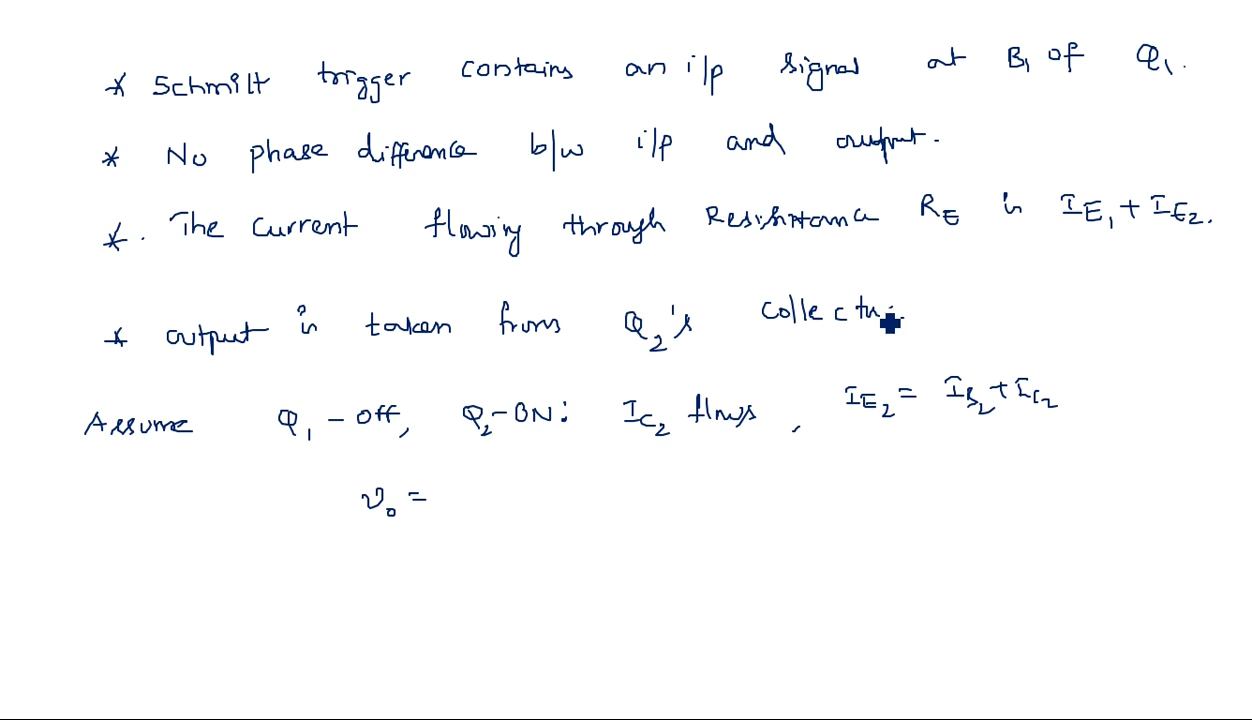 * Schmilt trigger contains an i/p signal at B1 of Q1.
* No phase difference b/w i/p and output.
*. The current flowing through Resistance RE is IE1 + IE2.
* output is taken from Q2's collector.
Assume Q1 - Off, Q2 - ON: IC2 flows, IE2 = IB2 + IC2
vo =